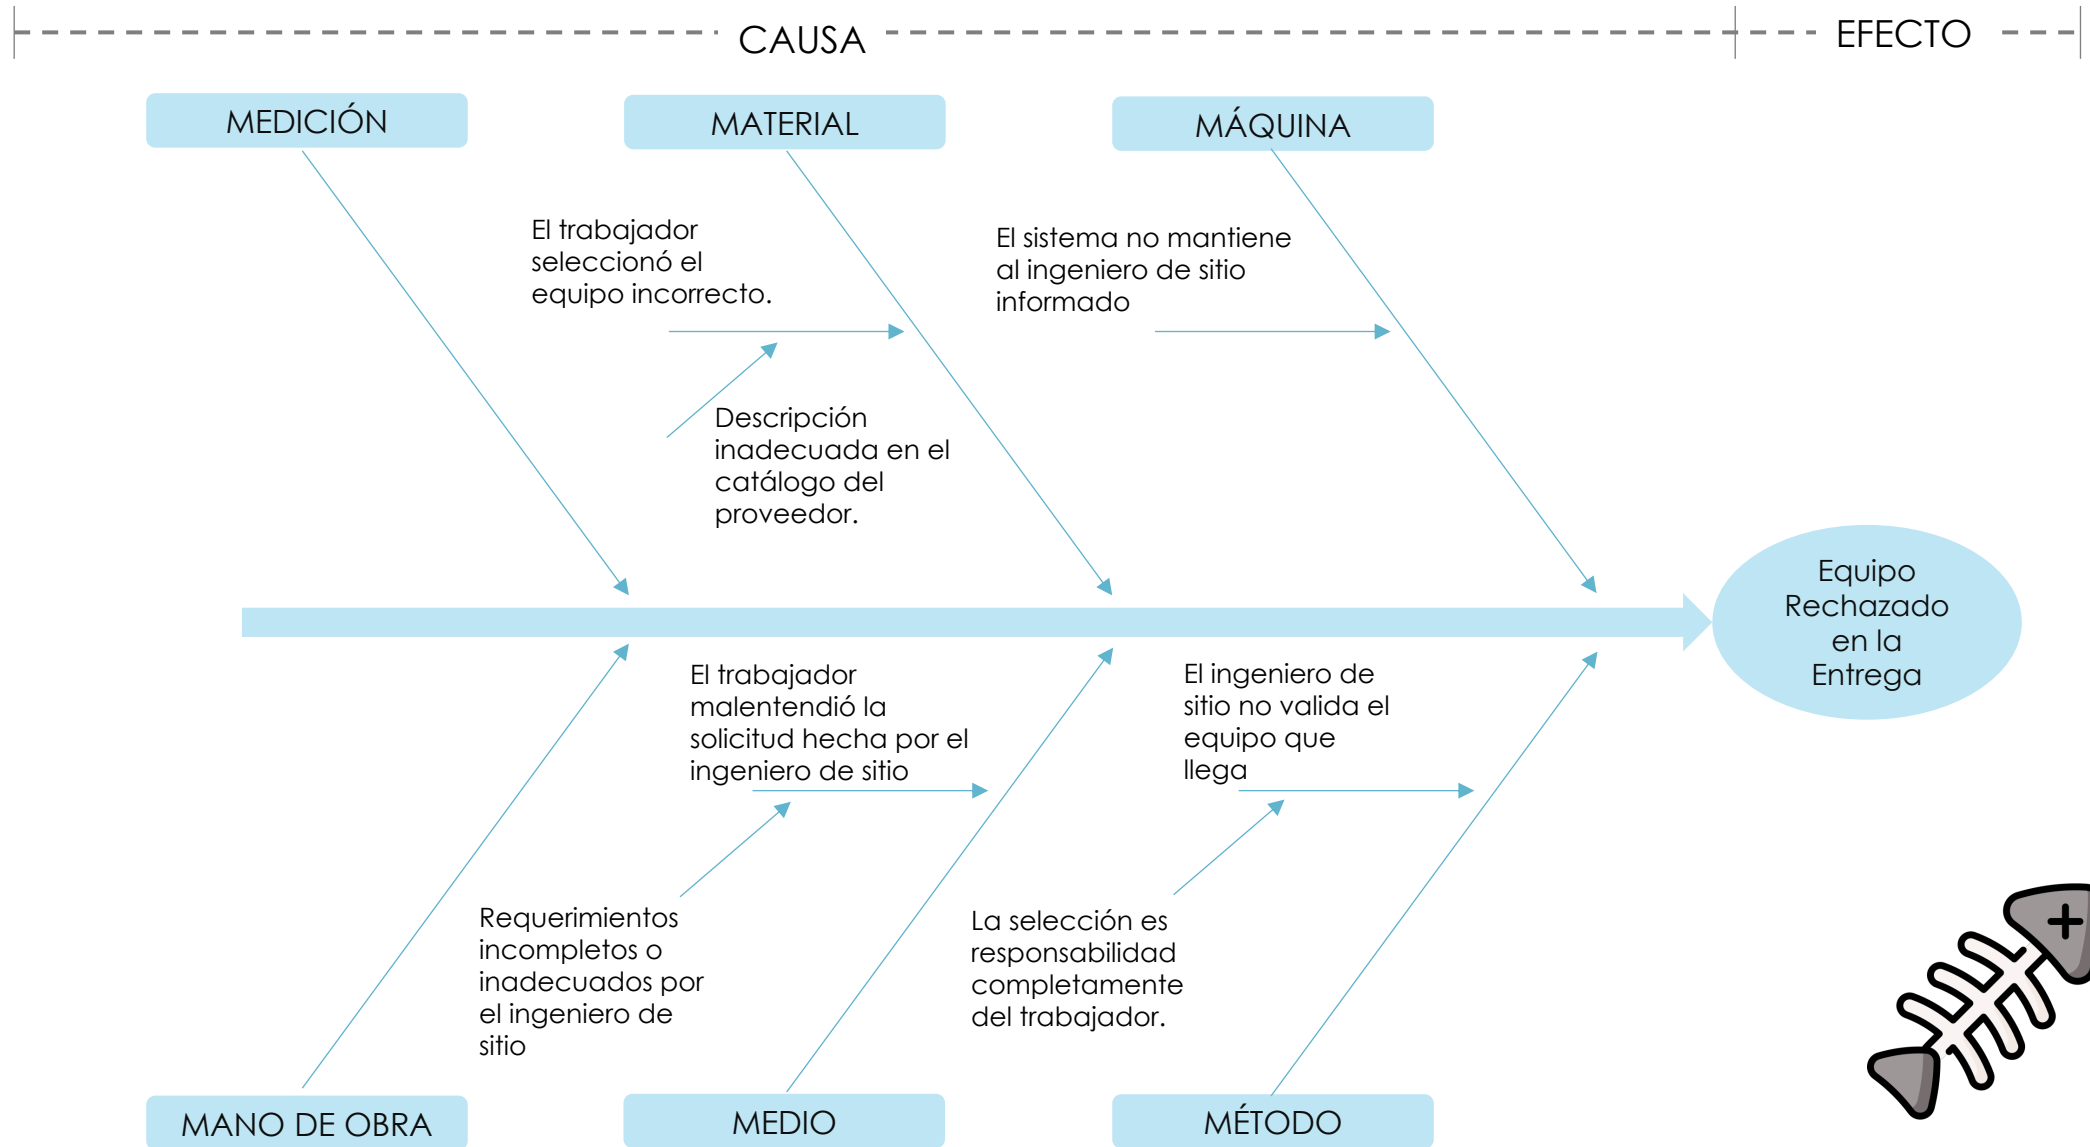 CAUSA
EFECTO
MEDICIÓN
MATERIAL
MÁQUINA
El trabajador
seleccionó el
equipo incorrecto.
El sistema no mantiene
al ingeniero de sitio
informado
Descripción
inadecuada en el
catálogo del
proveedor.
Equipo
Rechazado
en la
Entrega
El trabajador
malentendió la
solicitud hecha por el
ingeniero de sitio
El ingeniero de
sitio no valida el
equipo que
llega
Requerimientos
incompletos o
inadecuados por
el ingeniero de
sitio
La selección es
responsabilidad
completamente
del trabajador.
MANO DE OBRA
MEDIO
MÉTODO